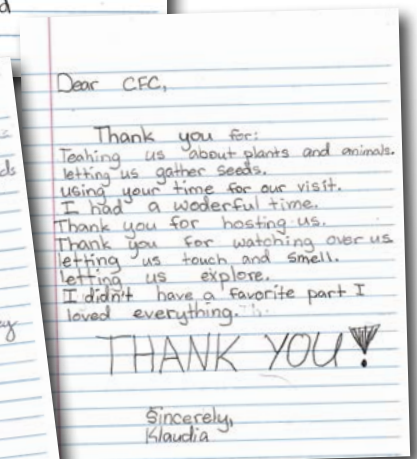 d
ds
ey
Dear CFC,
Thank you for:
Teahing us about plants and animals.
letting us gather seeds.
using your time for our visit.
I had a woderful time.
Thank you for hosting us.
Thank you for watching over us
letting us touch and smell.
letting us explore.
I didn't have a favorite part I
loved everything.
THANK YOU!
Sincerely,
Klaudia